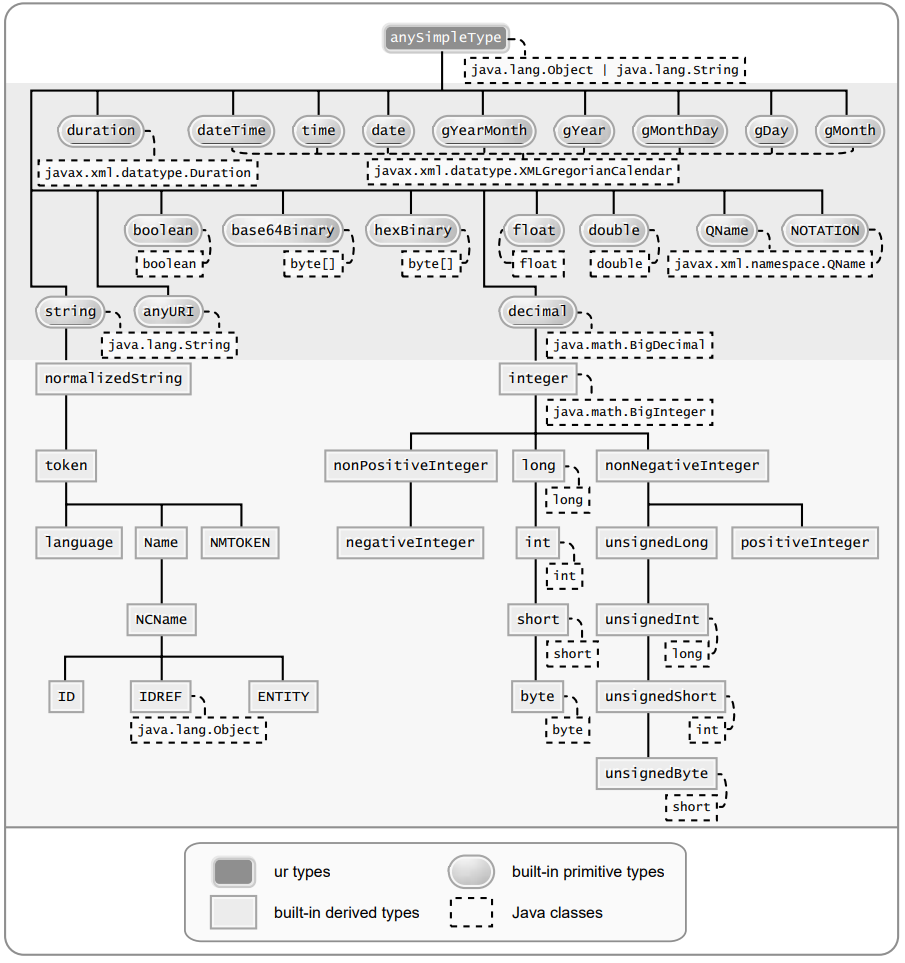 anySimpleType
java.lang.Object | java.lang.String
duration dateTime time date gYearMonth gYear gMonthDay gDay gMonth
javax.xml.datatype.Duration javax.xml.datatype.XMLGregorianCalendar
boolean base64Binary hexBinary float double QName NOTATION
boolean byte[] byte[] float double javax.xml.namespace.QName
string anyURI decimal
java.lang.String java.math.BigDecimal
normalizedString integer
java.math.BigInteger
token nonPositiveInteger long nonNegativeInteger
long
language Name NMTOKEN negativeInteger int unsignedLong positiveInteger
int
NCName short unsignedInt
short long
ID IDREF ENTITY byte unsignedShort
java.lang.Object byte int
unsignedByte
short
ur types built-in primitive types
built-in derived types Java classes